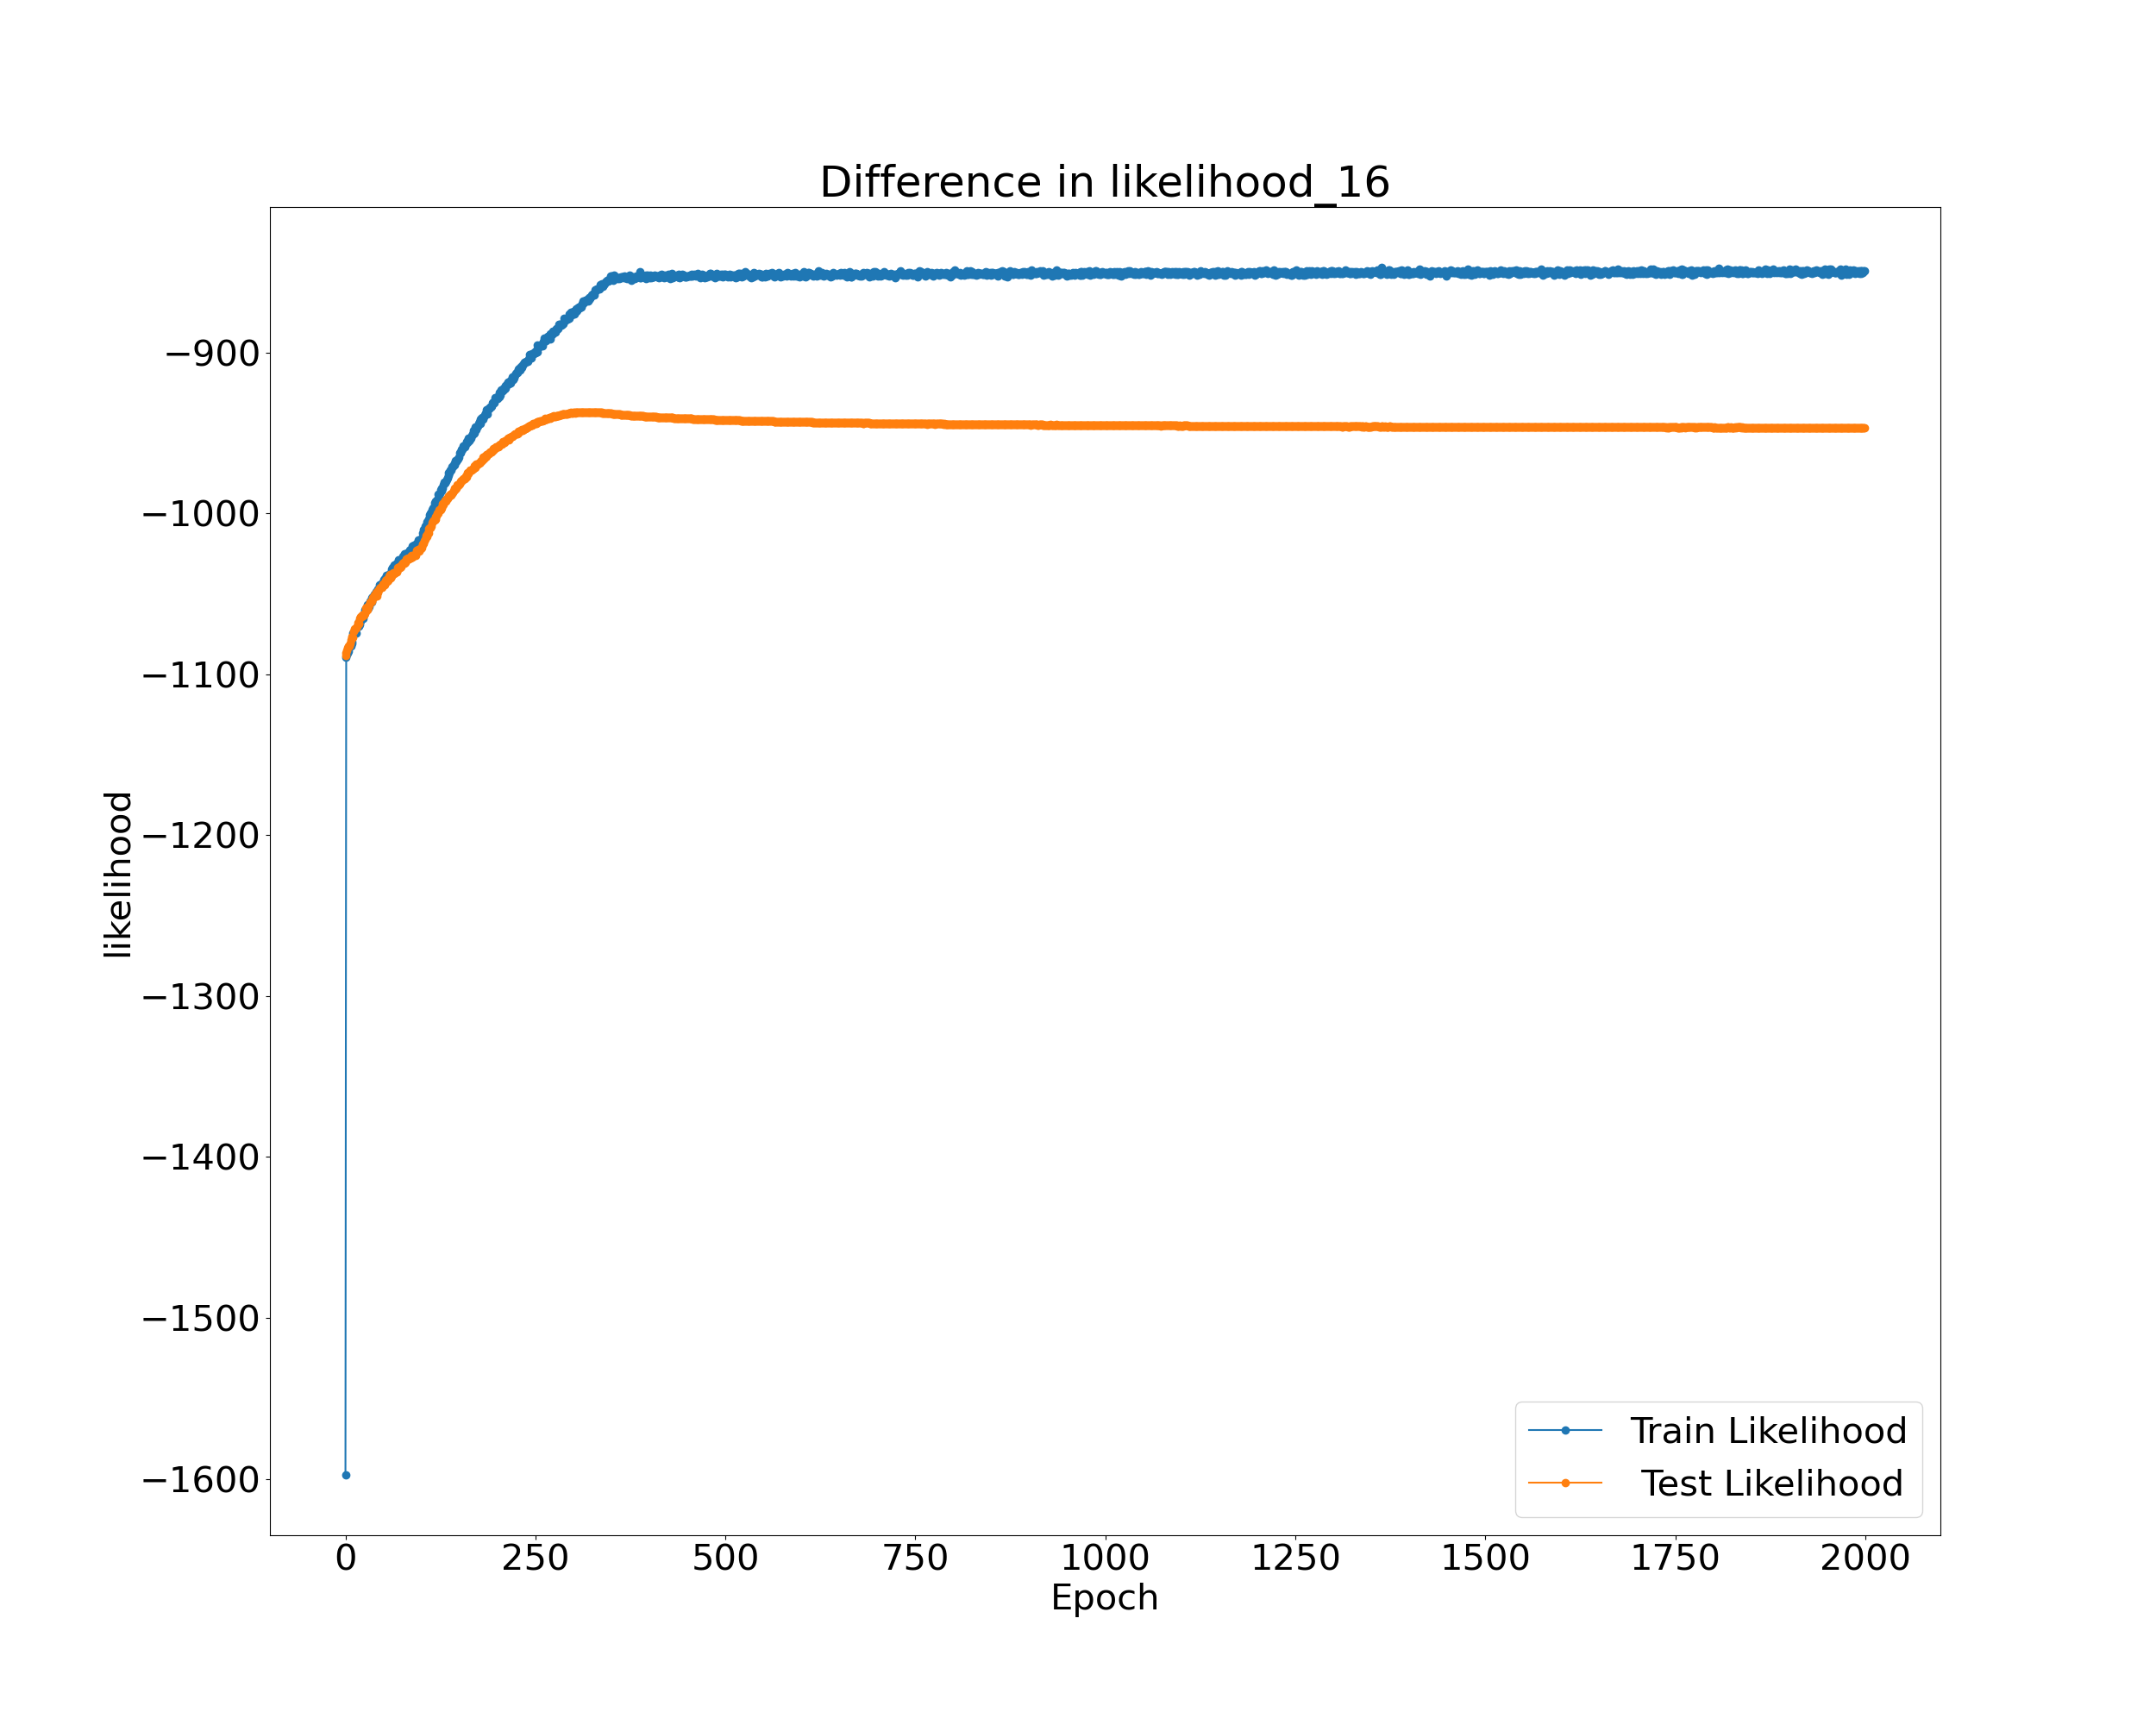 Difference in likelihood_16
likelihood
−900
−1000
−1100
−1200
−1300
−1400
−1500
−1600
0 250 500 750 1000 1250 1500 1750 2000
Epoch
Train Likelihood
Test Likelihood